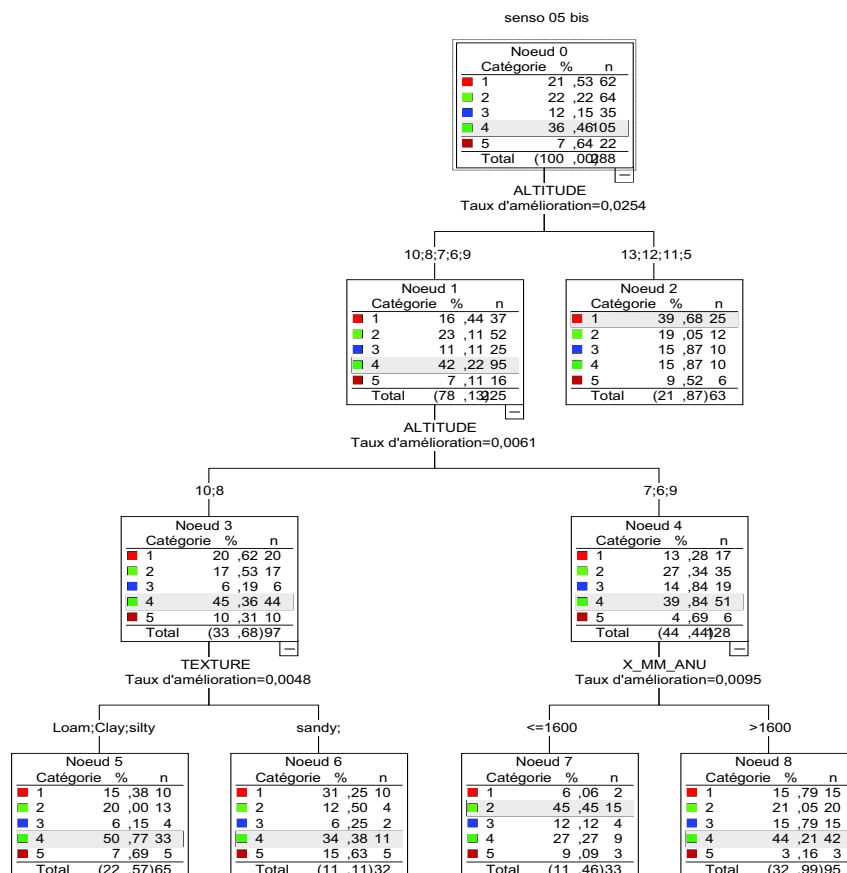 senso 05 bis
Noeud 0
Catégorie % n
1 21 ,53 62
2 22 ,22 64
3 12 ,15 35
4 36 ,46105
5 7 ,64 22
Total (100 ,00)288
ALTITUDE
Taux d'amélioration=0,0254
10;8;7;6;9
13;12;11;5
Noeud 1
Catégorie % n
1 16 ,44 37
2 23 ,11 52
3 11 ,11 25
4 42 ,22 95
5 7 ,11 16
Total (78 ,13)225
Noeud 2
Catégorie % n
1 39 ,68 25
2 19 ,05 12
3 15 ,87 10
4 15 ,87 10
5 9 ,52 6
Total (21 ,87)63
ALTITUDE
Taux d'amélioration=0,0061
10;8
7;6;9
Noeud 3
Catégorie % n
1 20 ,62 20
2 17 ,53 17
3 6 ,19 6
4 45 ,36 44
5 10 ,31 10
Total (33 ,68)97
Noeud 4
Catégorie % n
1 13 ,28 17
2 27 ,34 35
3 14 ,84 19
4 39 ,84 51
5 4 ,69 6
Total (44 ,44)128
TEXTURE
Taux d'amélioration=0,0048
X_MM_ANU
Taux d'amélioration=0,0095
Loam;Clay;silty
sandy;
<=1600
>1600
Noeud 5
Catégorie % n
1 15 ,38 10
2 20 ,00 13
3 6 ,15 4
4 50 ,77 33
5 7 ,69 5
Total (22 ,57)65
Noeud 6
Catégorie % n
1 31 ,25 10
2 12 ,50 4
3 6 ,25 2
4 34 ,38 11
5 15 ,63 5
Total (11 ,11)32
Noeud 7
Catégorie % n
1 6 ,06 2
2 45 ,45 15
3 12 ,12 4
4 27 ,27 9
5 9 ,09 3
Total (11 ,46)33
Noeud 8
Catégorie % n
1 15 ,79 15
2 21 ,05 20
3 15 ,79 15
4 44 ,21 42
5 3 ,16 3
Total (32 ,99)95